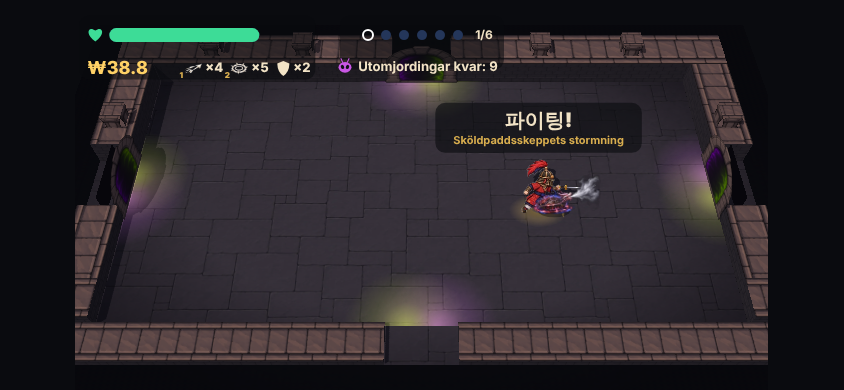 1/6
₩38.8 1 ×4 2 ×5 ×2 Utomjordingar kvar: 9
파이팅!
Sköldpaddsskeppets stormning